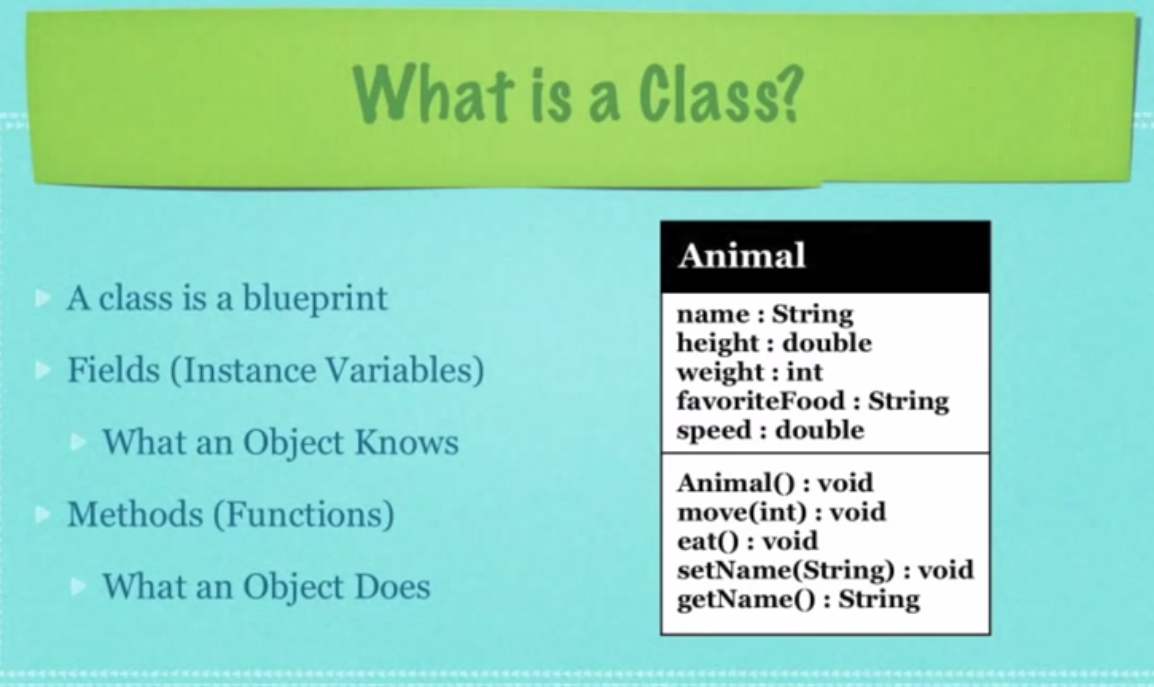 What is a Class?
A class is a blueprint
Fields (Instance Variables)
What an Object Knows
Methods (Functions)
What an Object Does
Animal
name : String
height : double
weight : int
favoriteFood : String
speed : double
Animal() : void
move(int) : void
eat() : void
setName(String) : void
getName() : String